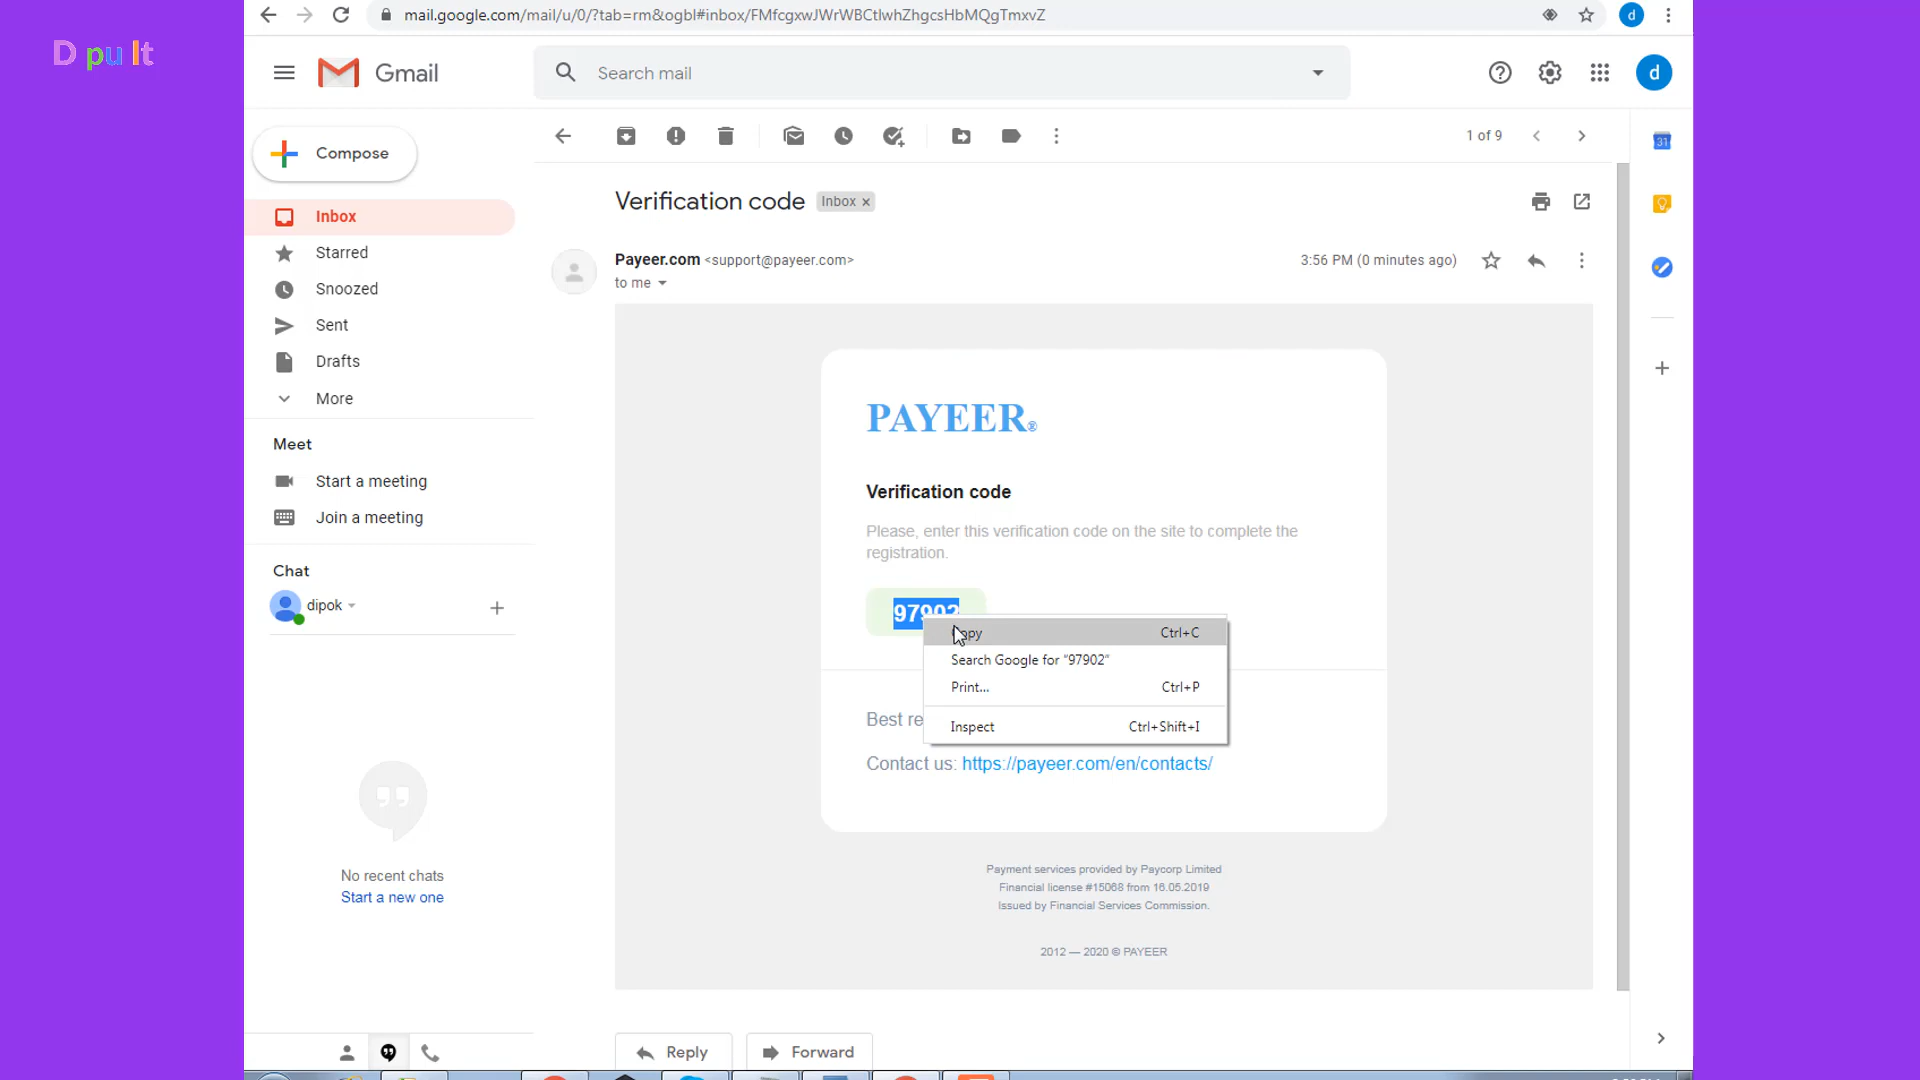 mail.google.com/mail/u/0/?tab=rm&ogbl#inbox/FMfcgxwJWrWBCtlwhZhgcsHbMQgTmxvZ
d
D pu It
Gmail
Search mail
d
Compose
1 of 9
31
Inbox
Starred
Snoozed
Sent
Drafts
More
Meet
Start a meeting
Join a meeting
Chat
dipok
No recent chats
Start a new one
Verification code
Inbox x
Payeer.com <support@payeer.com>
3:56 PM (0 minutes ago)
to me
PAYEER®
Verification code
Please, enter this verification code on the site to complete the
registration.
97902
Copy Ctrl+C
Search Google for "97902"
Print... Ctrl+P
Inspect Ctrl+Shift+I
Best re
Contact us: https://payeer.com/en/contacts/
Payment services provided by Paycorp Limited
Financial license #15068 from 16.05.2019
Issued by Financial Services Commission.
2012 — 2020 © PAYEER
Reply
Forward